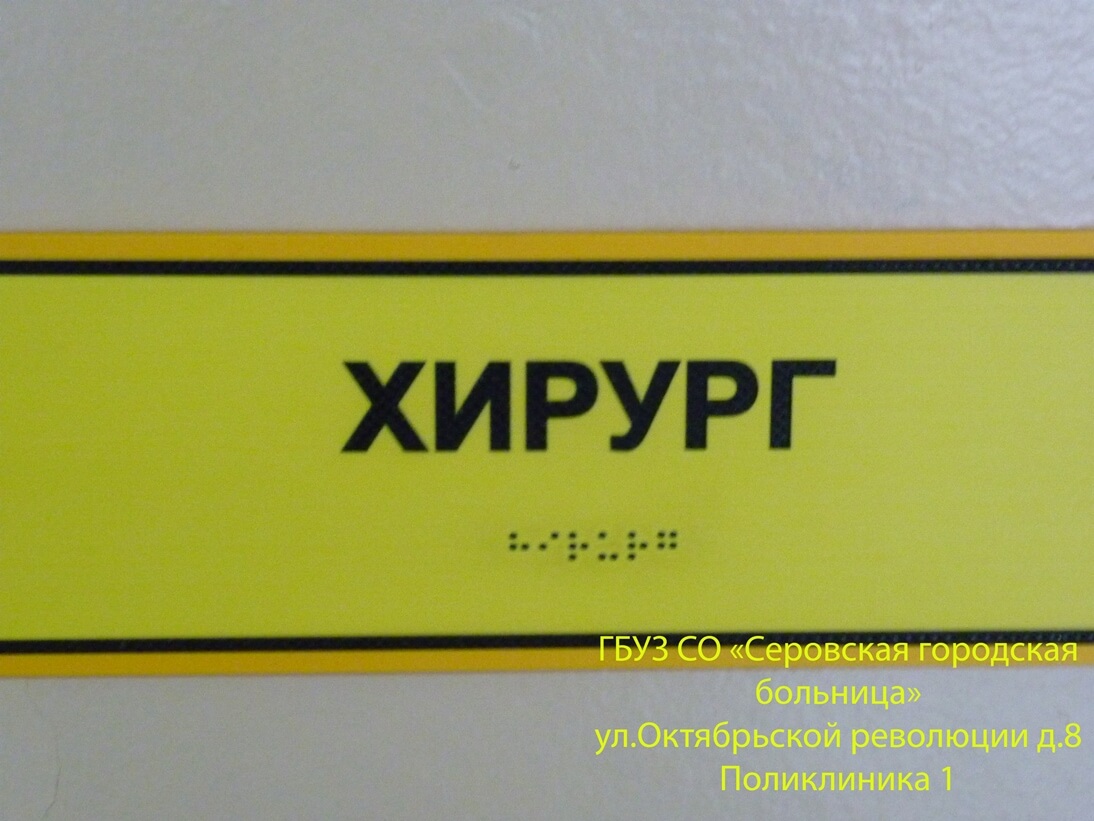 ХИРУРГ
⠓⠊⠗⠥⠗⠛
ГБУЗ СО «Серовская городская
больница»
ул.Октябрьской революции д.8
Поликлиника 1